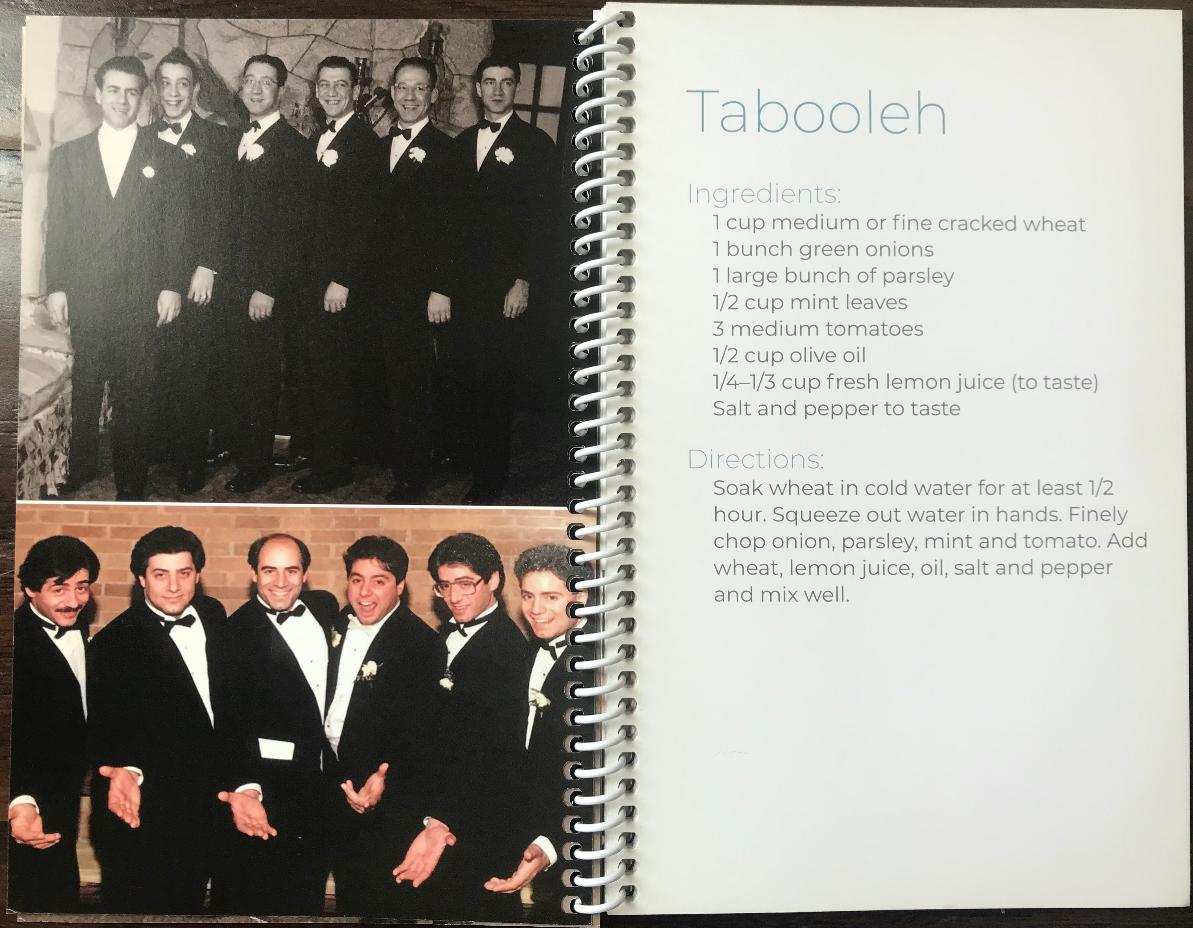 Tabooleh
Ingredients:
1 cup medium or fine cracked wheat
1 bunch green onions
1 large bunch of parsley
1/2 cup mint leaves
3 medium tomatoes
1/2 cup olive oil
1/4–1/3 cup fresh lemon juice (to taste)
Salt and pepper to taste
Directions:
Soak wheat in cold water for at least 1/2
hour. Squeeze out water in hands. Finely
chop onion, parsley, mint and tomato. Add
wheat, lemon juice, oil, salt and pepper
and mix well.